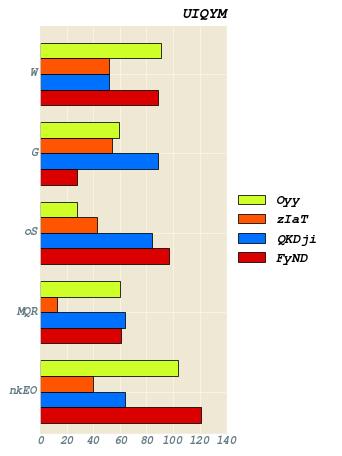 UIQYM
W
G
oS
MQR
nkEO
0 20 40 60 80 100 120 140
Oyy
zIaT
QKDji
FyND